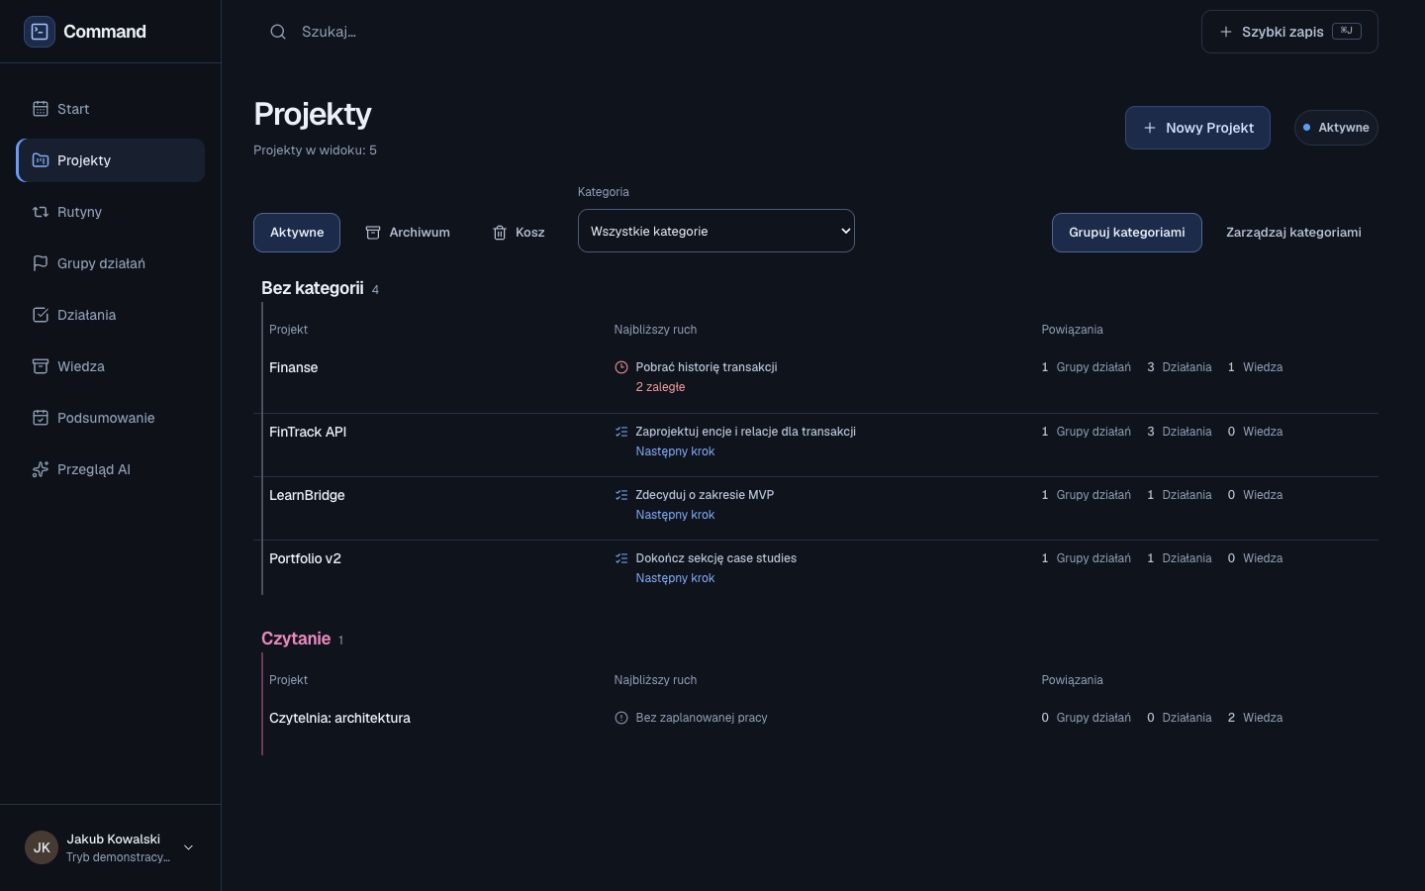 Command
Szukaj...
Szybki zapis ⌘J
Start
Projekty
Rutyny
Grupy działań
Działania
Wiedza
Podsumowanie
Przegląd AI
Projekty
Projekty w widoku: 5
Nowy Projekt
Aktywne
Kategoria
Aktywne
Archiwum
Kosz
Wszystkie kategorie
Grupuj kategoriami
Zarządzaj kategoriami
Bez kategorii 4
Projekt Najbliższy ruch Powiązania
Finanse Pobrać historię transakcji 1 Grupy działań 3 Działania 1 Wiedza
2 zaległe
FinTrack API Zaprojektuj encje i relacje dla transakcji 1 Grupy działań 3 Działania 0 Wiedza
Następny krok
LearnBridge Zdecyduj o zakresie MVP 1 Grupy działań 1 Działania 0 Wiedza
Następny krok
Portfolio v2 Dokończ sekcję case studies 1 Grupy działań 1 Działania 0 Wiedza
Następny krok
Czytanie 1
Projekt Najbliższy ruch Powiązania
Czytelnia: architektura Bez zaplanowanej pracy 0 Grupy działań 0 Działania 2 Wiedza
JK
Jakub Kowalski
Tryb demonstracy...